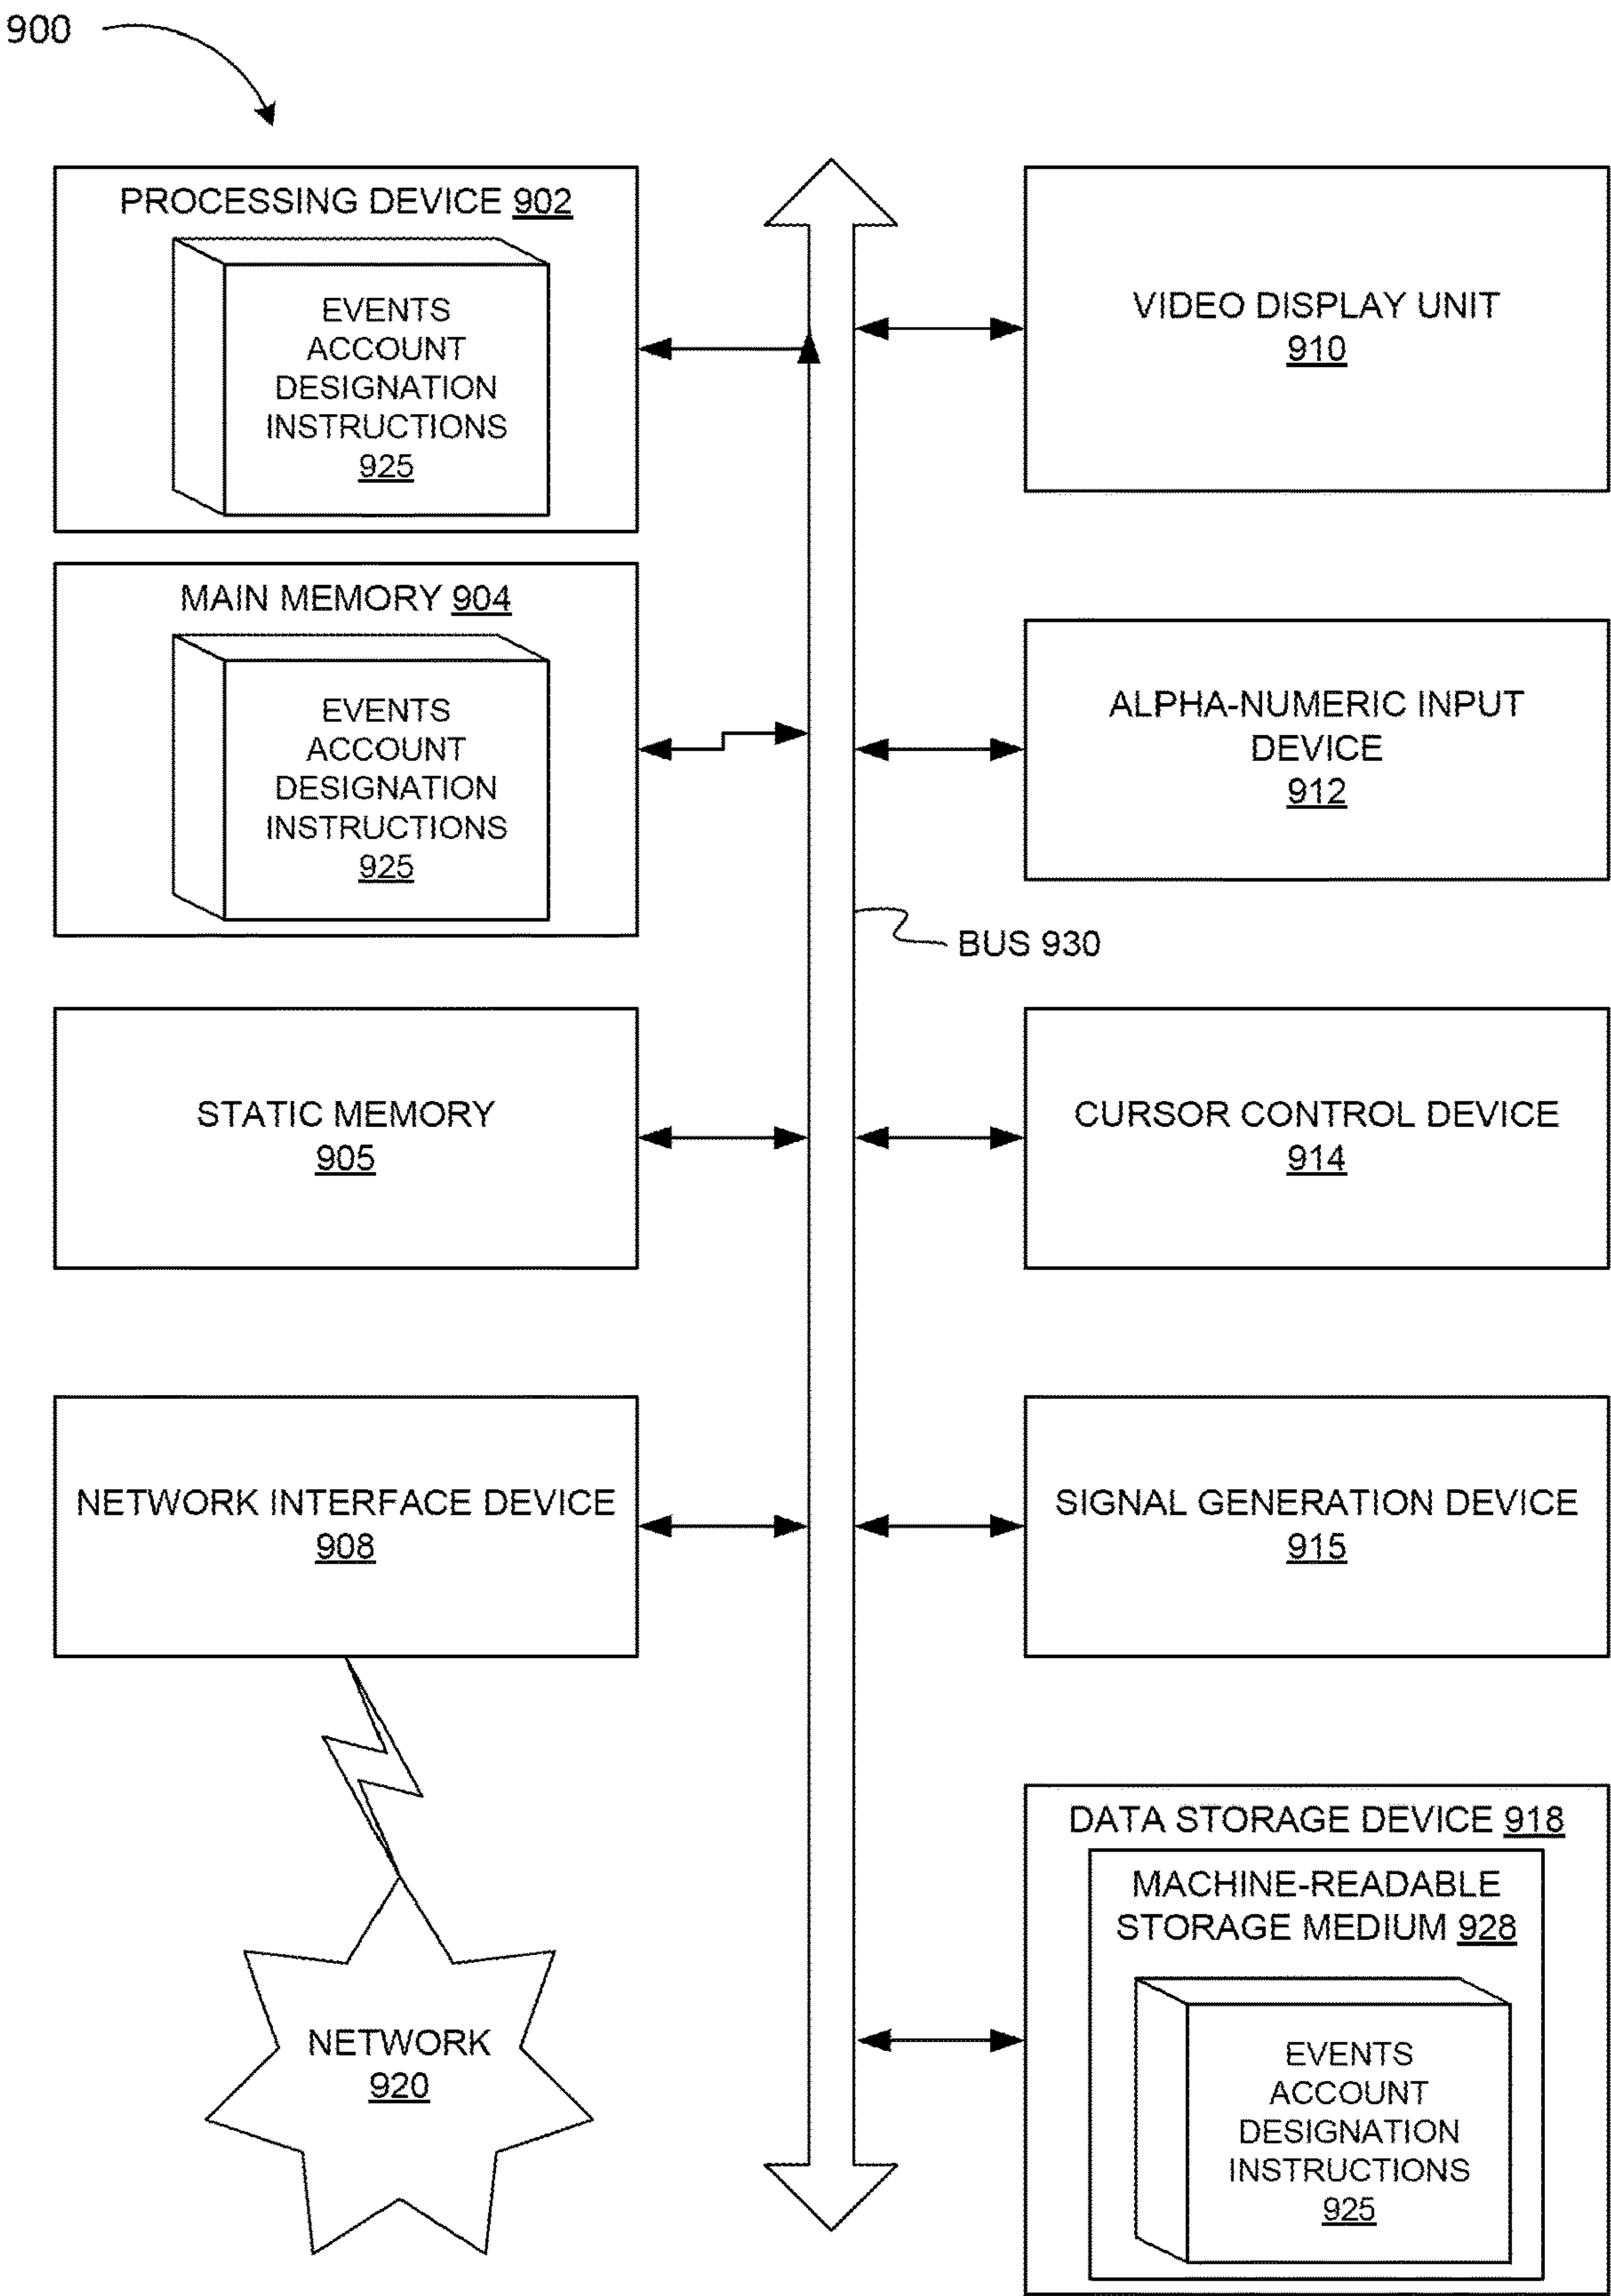 900
PROCESSING DEVICE 902
EVENTS
ACCOUNT
DESIGNATION
INSTRUCTIONS
925
MAIN MEMORY 904
EVENTS
ACCOUNT
DESIGNATION
INSTRUCTIONS
925
STATIC MEMORY
905
NETWORK INTERFACE DEVICE
908
NETWORK
920
BUS 930
VIDEO DISPLAY UNIT
910
ALPHA-NUMERIC INPUT
DEVICE
912
CURSOR CONTROL DEVICE
914
SIGNAL GENERATION DEVICE
915
DATA STORAGE DEVICE 918
MACHINE-READABLE
STORAGE MEDIUM 928
EVENTS
ACCOUNT
DESIGNATION
INSTRUCTIONS
925